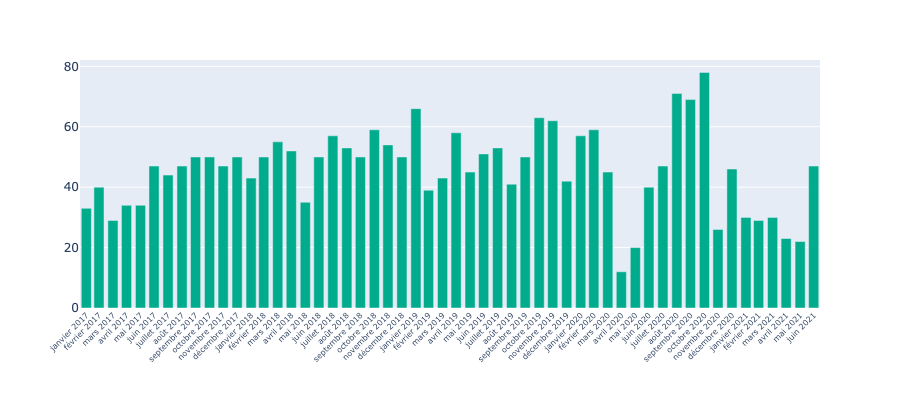 80
60
40
20
0
janvier 2017
février 2017
mars 2017
avril 2017
mai 2017
juin 2017
juillet 2017
août 2017
septembre 2017
octobre 2017
novembre 2017
décembre 2017
janvier 2018
février 2018
mars 2018
avril 2018
mai 2018
juin 2018
juillet 2018
août 2018
septembre 2018
octobre 2018
novembre 2018
décembre 2018
janvier 2019
février 2019
mars 2019
avril 2019
mai 2019
juin 2019
juillet 2019
août 2019
septembre 2019
octobre 2019
novembre 2019
décembre 2019
janvier 2020
février 2020
mars 2020
avril 2020
mai 2020
juin 2020
juillet 2020
août 2020
septembre 2020
octobre 2020
novembre 2020
décembre 2020
janvier 2021
février 2021
mars 2021
avril 2021
mai 2021
juin 2021